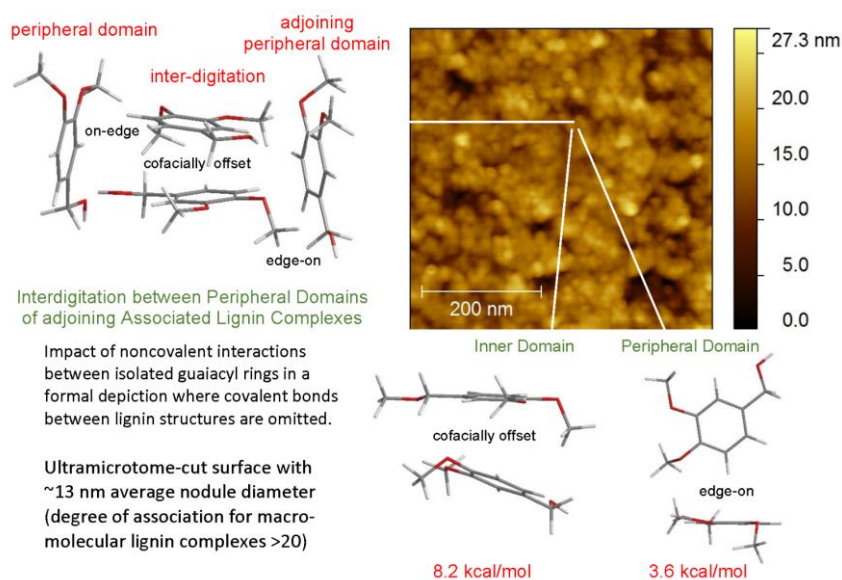 peripheral domain
adjoining
peripheral domain
inter-digitation
on-edge
cofacially offset
edge-on
Interdigitation between Peripheral Domains
of adjoining Associated Lignin Complexes
27.3 nm
20.0
15.0
10.0
5.0
0.0
200 nm
Impact of noncovalent interactions
between isolated guaiacyl rings in a
formal depiction where covalent bonds
between lignin structures are omitted.
Ultramicrotome-cut surface with
~13 nm average nodule diameter
(degree of association for macro-
molecular lignin complexes >20)
Inner Domain
Peripheral Domain
cofacially offset
edge-on
8.2 kcal/mol
3.6 kcal/mol